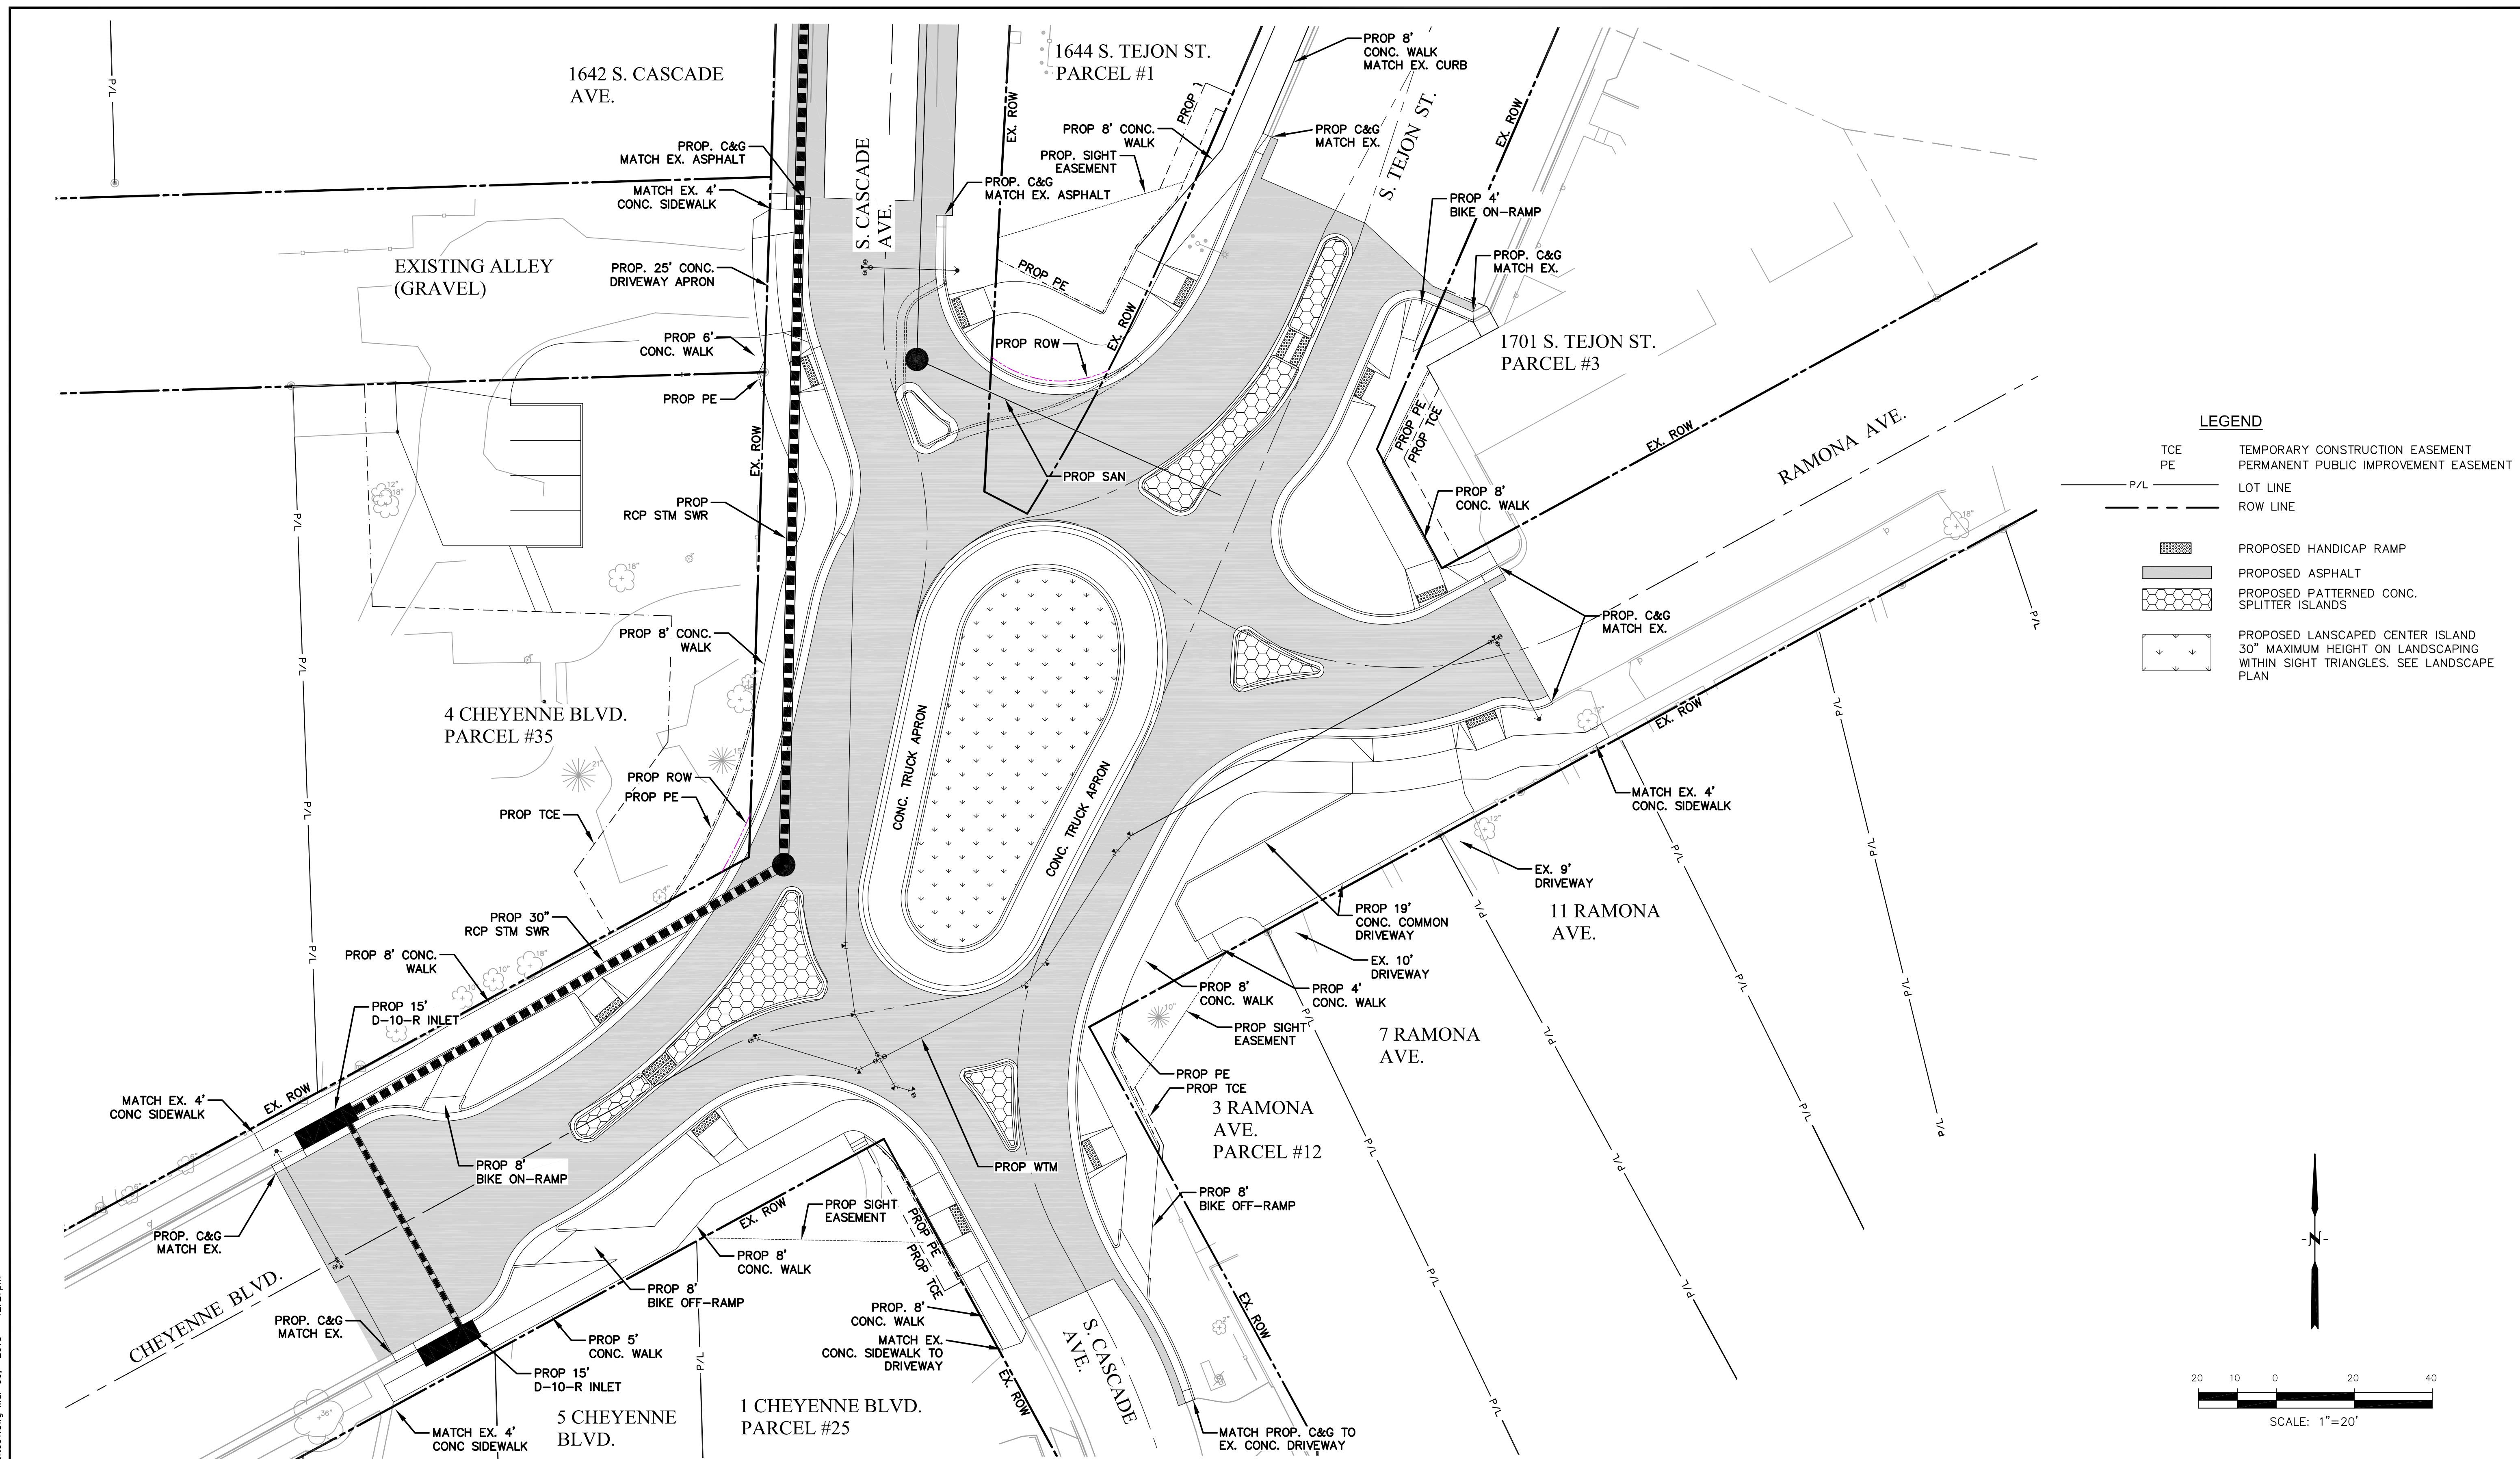 P/L
1642 S. CASCADE
AVE.
1644 S. TEJON ST.
PARCEL #1
PROP 8'
CONC. WALK
MATCH EX. CURB
EX. ROW
PROP
EX. ROW
S. TEJON ST.
PROP. C&G
MATCH EX. ASPHALT
MATCH EX. 4'
CONC. SIDEWALK
S. CASCADE
AVE.
PROP 8' CONC.
WALK
PROP. SIGHT
EASEMENT
PROP. C&G
MATCH EX. ASPHALT
PROP C&G
MATCH EX.
PROP 4'
BIKE ON-RAMP
PROP. C&G
MATCH EX.
EXISTING ALLEY
(GRAVEL)
PROP. 25' CONC.
DRIVEWAY APRON
PROP PE
EX. ROW
PROP 6'
CONC. WALK
PROP ROW
1701 S. TEJON ST.
PARCEL #3
PROP PE
PROP PE
PROP TCE
EX. ROW
RAMONA AVE.
EX. ROW
PROP SAN
12"
18"
P/L
PROP
RCP STM SWR
PROP 8'
CONC. WALK
18"
18"
LEGEND
TCE TEMPORARY CONSTRUCTION EASEMENT
PE PERMANENT PUBLIC IMPROVEMENT EASEMENT
P/L LOT LINE
ROW LINE
PROPOSED HANDICAP RAMP
PROPOSED ASPHALT
PROPOSED PATTERNED CONC.
SPLITTER ISLANDS
PROPOSED LANSCAPED CENTER ISLAND
30" MAXIMUM HEIGHT ON LANDSCAPING
WITHIN SIGHT TRIANGLES. SEE LANDSCAPE
PLAN
PROP 8' CONC.
WALK
PROP. C&G
MATCH EX.
P/L
P/L
P/L
4 CHEYENNE BLVD.
PARCEL #35
EX. ROW
CONC. TRUCK APRON
CONC. TRUCK APRON
15"
21"
PROP ROW
PROP PE
PROP TCE
P/L
MATCH EX. 4'
CONC. SIDEWALK
12"
P/L
P/L
EX. 9'
DRIVEWAY
11 RAMONA
AVE.
P/L
PROP 19'
CONC. COMMON
DRIVEWAY
PROP 30"
RCP STM SWR
PROP 8' CONC.
WALK
P/L
18"
10"
EX. 10'
DRIVEWAY
PROP 8'
CONC. WALK
PROP 4'
CONC. WALK
P/L
P/L
PROP 15'
D-10-R INLET
10"
PROP SIGHT
EASEMENT
P/L
7 RAMONA
AVE.
P/L
PROP PE
PROP TCE
3 RAMONA
AVE.
PARCEL #12
MATCH EX. 4'
CONC SIDEWALK
EX. ROW
P/L
P/L
P/L
P/L
PROP 8'
BIKE ON-RAMP
PROP WTM
PROP 8'
BIKE OFF-RAMP
PROP SIGHT
EASEMENT
EX. ROW
PROP PE
PROP TCE
PROP. C&G
MATCH EX.
PROP 8'
CONC. WALK
PROP 8'
BIKE OFF-RAMP
P/L
P/L
CHEYENNE BLVD.
PROP. C&G
MATCH EX.
PROP 5'
CONC. WALK
PROP. 8'
CONC. WALK
MATCH EX.
CONC. SIDEWALK TO
DRIVEWAY
EX. ROW
S. CASCADE
AVE.
P/L
PROP 15'
D-10-R INLET
EX. ROW
36"
5 CHEYENNE
BLVD.
1 CHEYENNE BLVD.
PARCEL #25
P/L
MATCH EX. 4'
CONC SIDEWALK
MATCH PROP. C&G TO
EX. CONC. DRIVEWAY
N
20 10 0 20 40
SCALE: 1"=20'